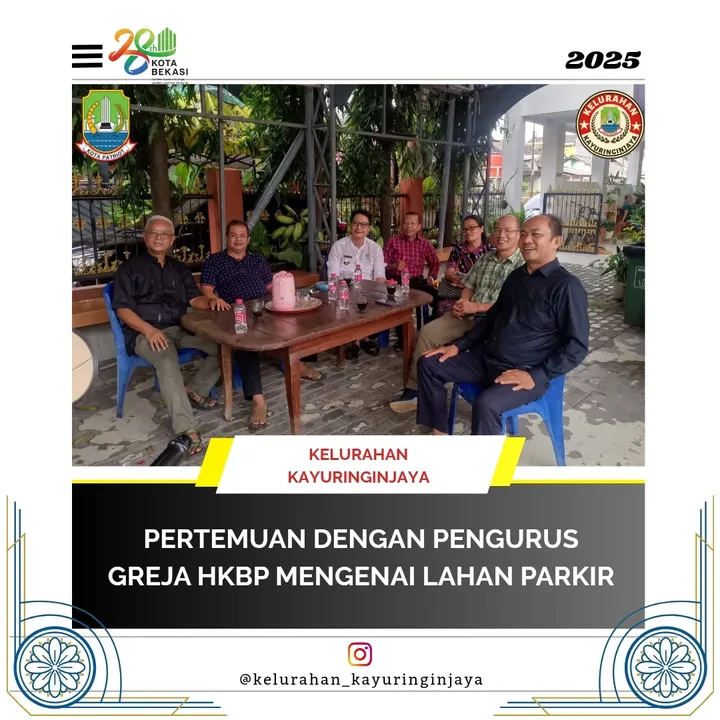 28th
KOTA
BEKASI
2025
KOTA PATRIOT
KELURAHAN
KAYURINGINJAYA
KELURAHAN
KAYURINGINJAYA
PERTEMUAN DENGAN PENGURUS
GREJA HKBP MENGENAI LAHAN PARKIR
@kelurahan_kayuringinjaya